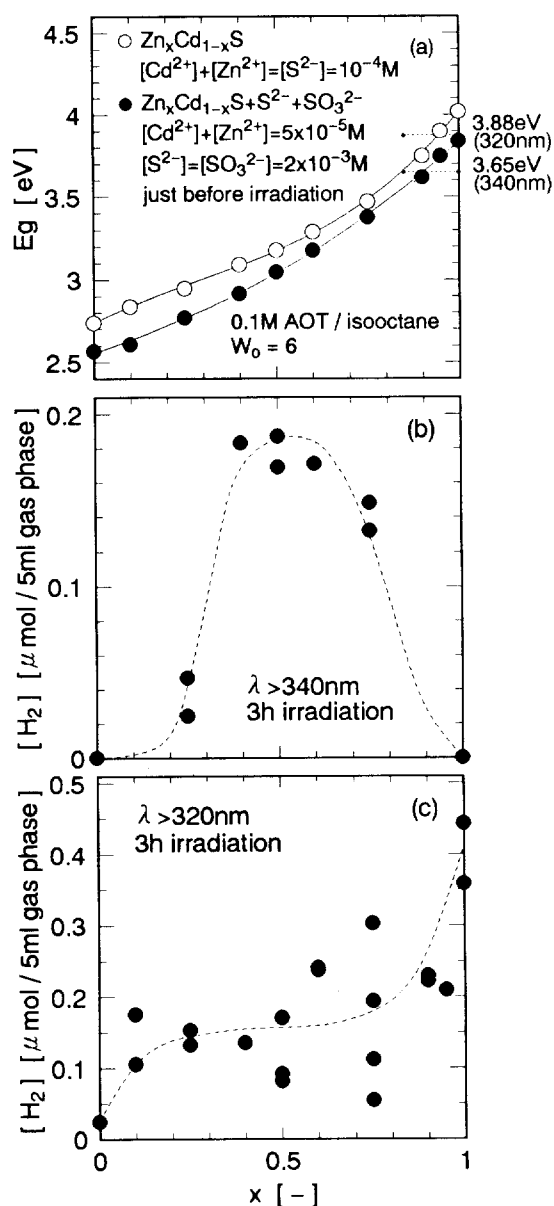 4.5
4
3.5
3
2.5
Eg [ eV]
(a)
○ ZnₓCd₁₋ₓS
[Cd²⁺]+[Zn²⁺]=[S²⁻]=10⁻⁴M
● ZnₓCd₁₋ₓS+S²⁻+SO₃²⁻
[Cd²⁺]+[Zn²⁺]=5x10⁻⁵M
[S²⁻]=[SO₃²⁻]=2x10⁻³M
just before irradiation
3.88eV
(320nm)
3.65eV
(340nm)
0.1M AOT / isooctane
Wₒ = 6
0.2
0.1
0
[ H₂ ] [ μ mol / 5ml gas phase ]
(b)
λ >340nm
3h irradiation
0.5
0.4
0.3
0.2
0.1
0
[ H₂ ] [ μ mol / 5ml gas phase ]
(c)
λ >320nm
3h irradiation
0
0.5
1
x [ - ]